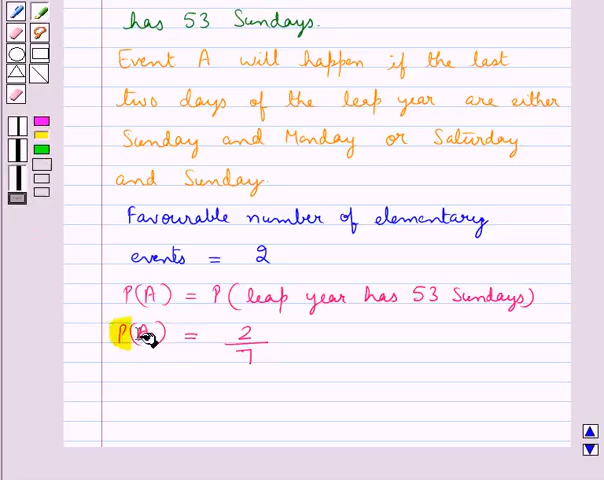 has 53 Sundays.
Event A will happen if the last
two days of the leap year are either
Sunday and Monday or Saturday
and Sunday.
Favourable number of elementary
events = 2
P(A) = P( leap year has 53 Sundays)
P(A) = 2/7